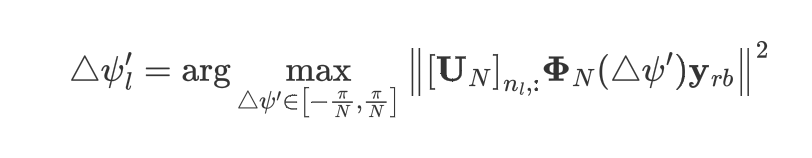 △ψ′_l = arg max_{△ψ′∈[−π/N, π/N]} ‖[𝐔_N]_{n_l,:} 𝚽_N(△ψ′)𝐲_{rb}‖²